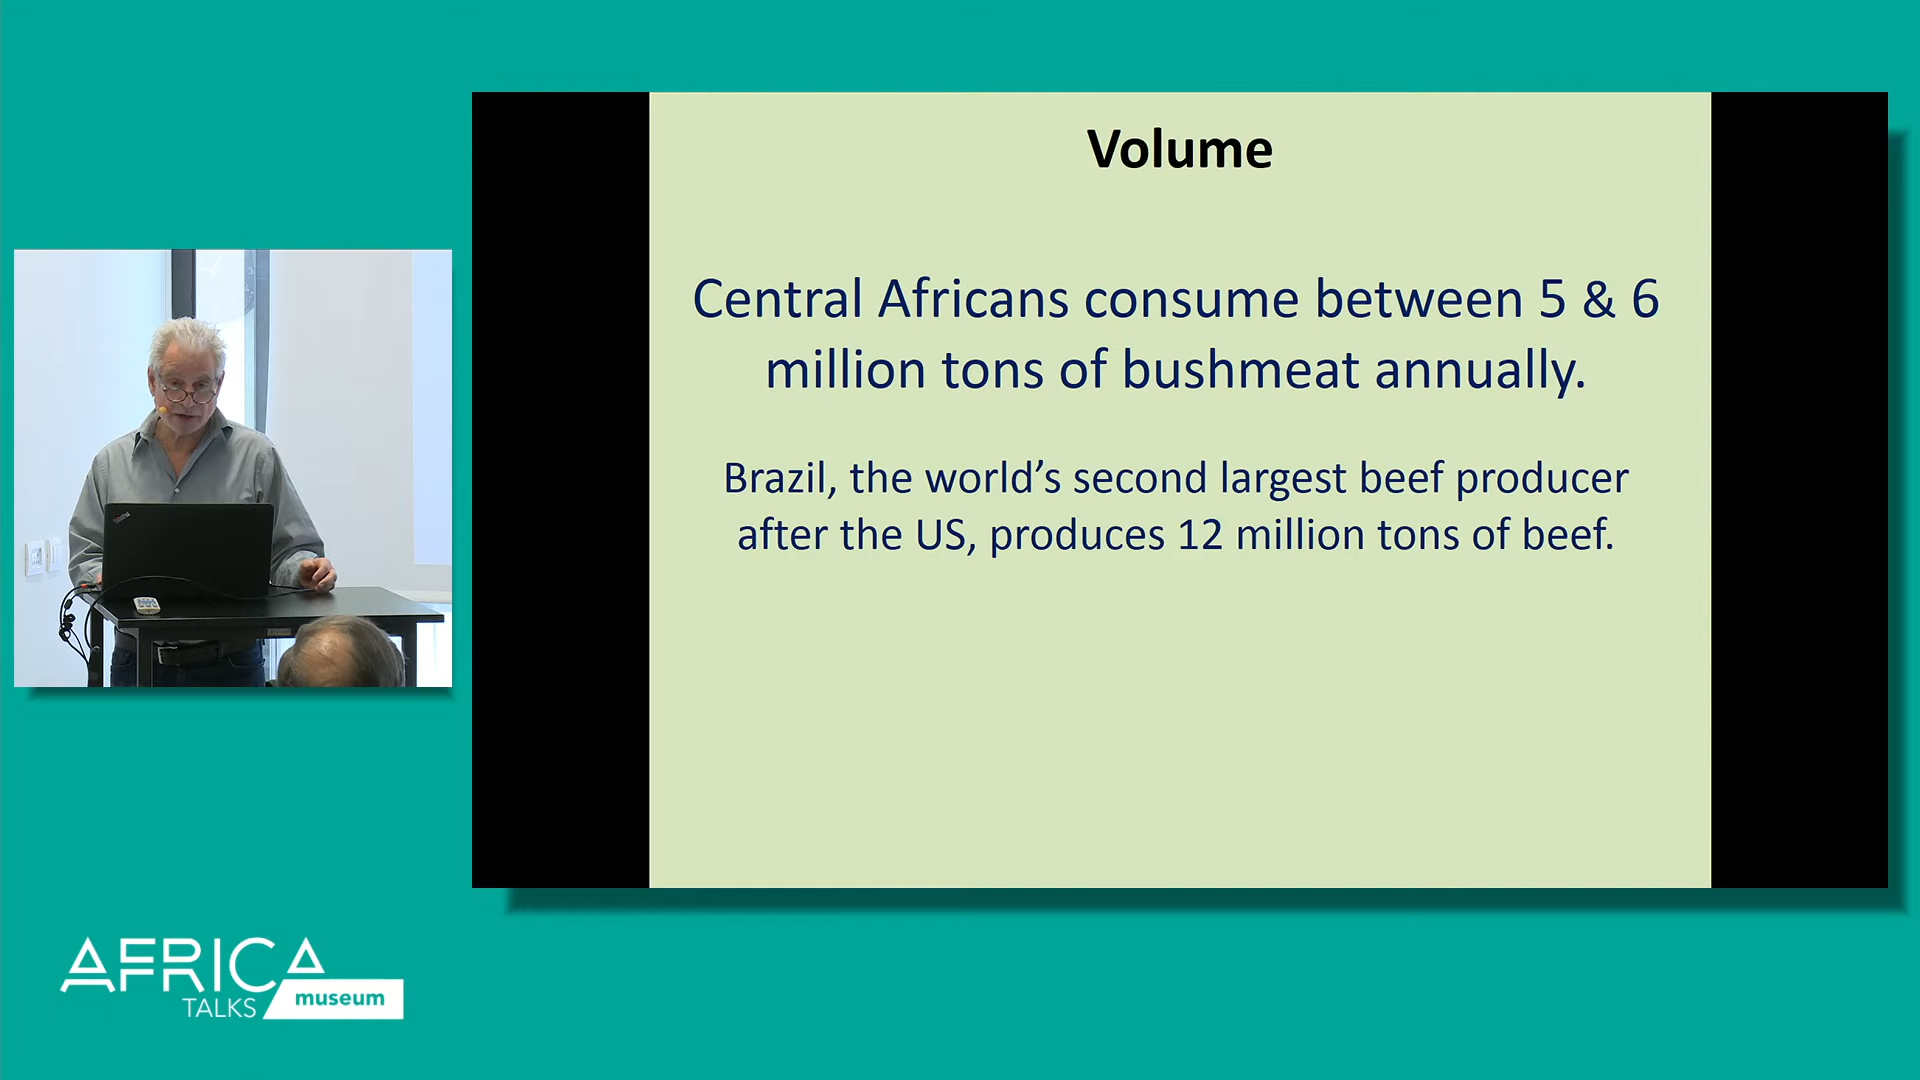 Volume
Central Africans consume between 5 & 6
million tons of bushmeat annually.
Brazil, the world’s second largest beef producer
after the US, produces 12 million tons of beef.
AFRICA
TALKS museum
ThinkPad